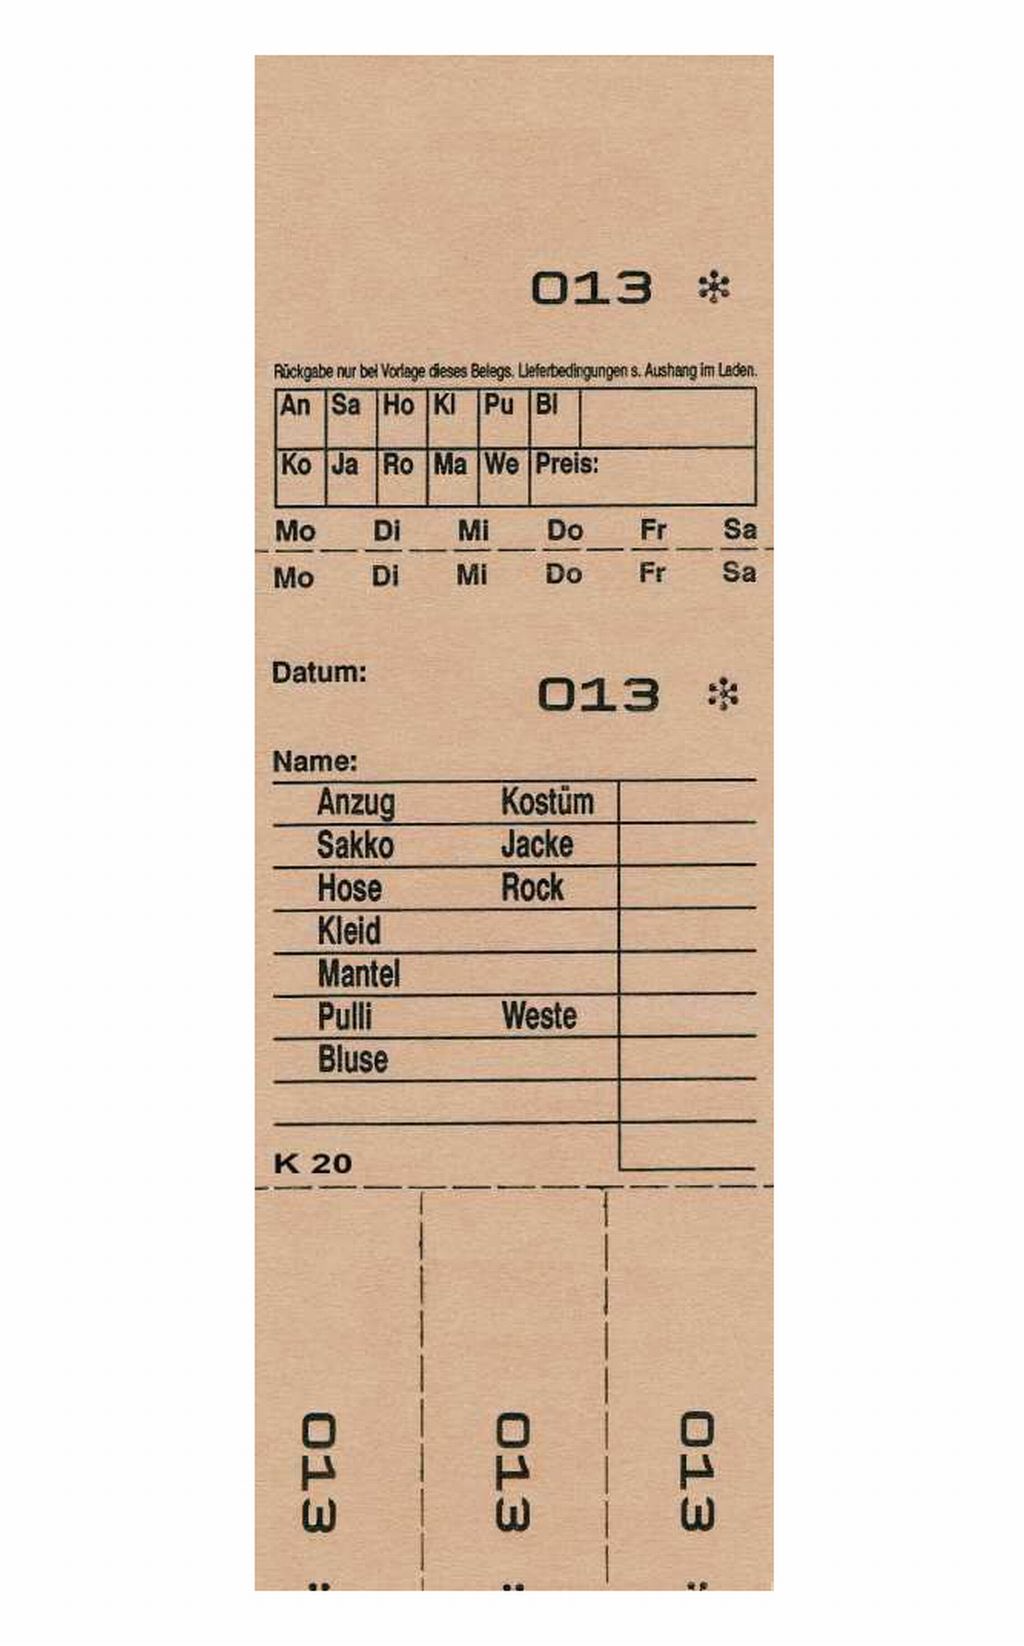 013 *
Rückgabe nur bei Vorlage dieses Belegs. Lieferbedingungen s. Aushang im Laden.
An Sa Ho Kl Pu Bl
Ko Ja Ro Ma We Preis:
Mo Di Mi Do Fr Sa
Mo Di Mi Do Fr Sa
Datum:
013 *
Name:
Anzug Kostüm
Sakko Jacke
Hose Rock
Kleid
Mantel
Pulli Weste
Bluse
K 20
013 013 013